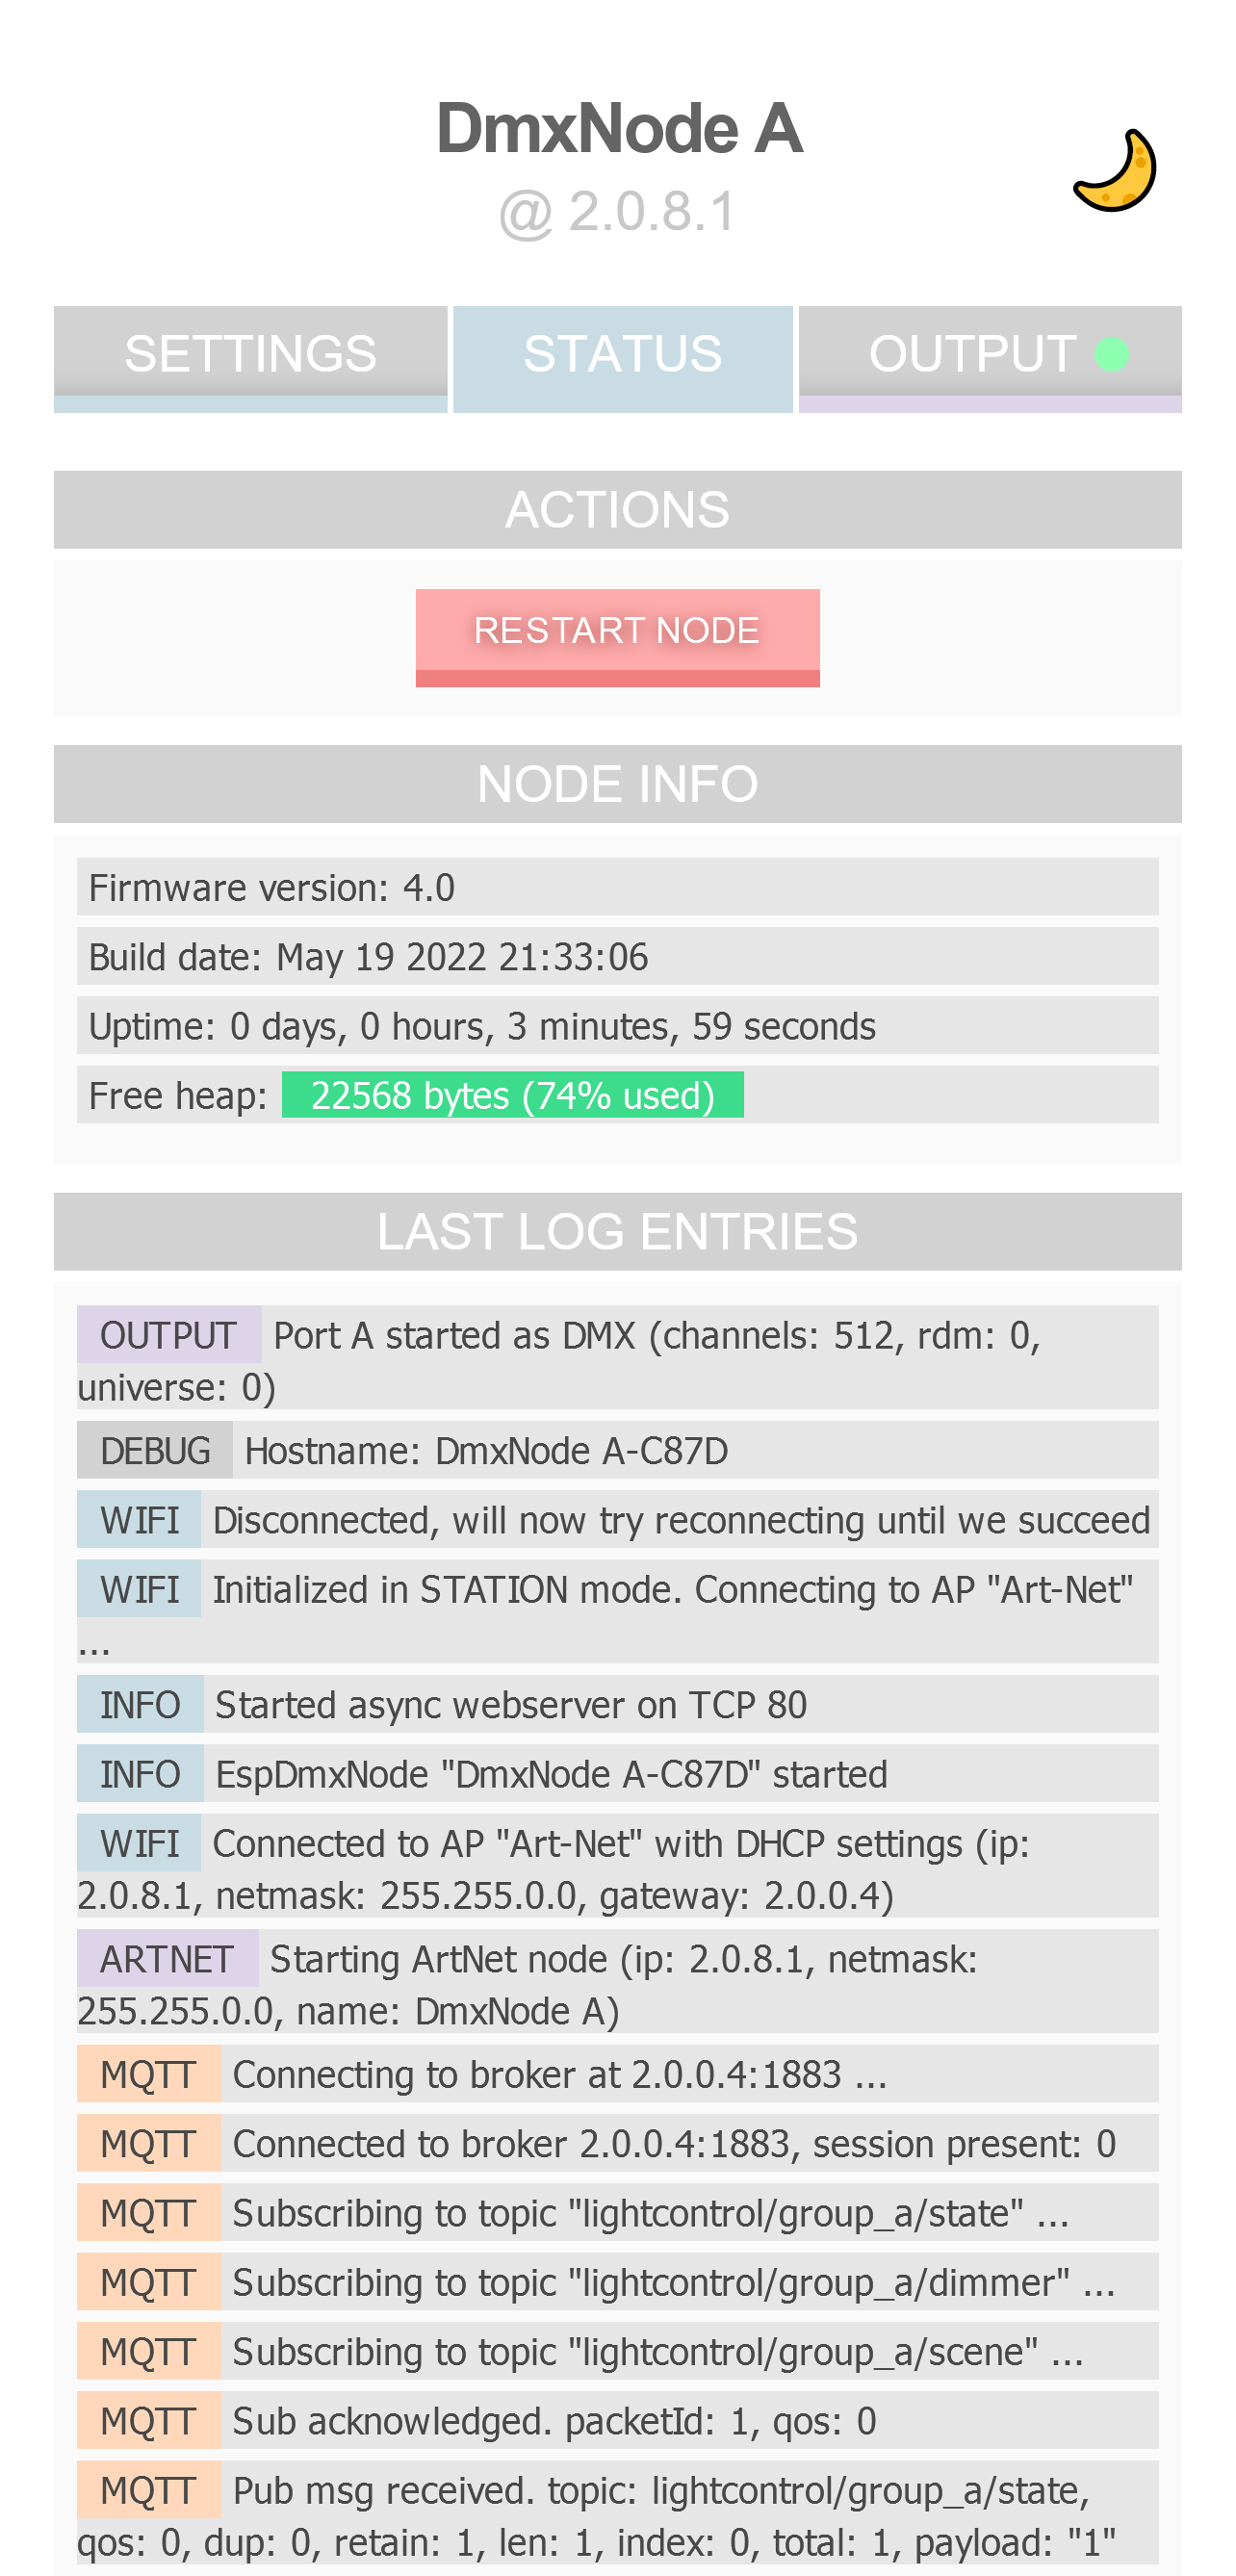 DmxNode A
@ 2.0.8.1
SETTINGS
STATUS
OUTPUT
ACTIONS
RESTART NODE
NODE INFO
Firmware version: 4.0
Build date: May 19 2022 21:33:06
Uptime: 0 days, 0 hours, 3 minutes, 59 seconds
Free heap: 22568 bytes (74% used)
LAST LOG ENTRIES
OUTPUT Port A started as DMX (channels: 512, rdm: 0,
universe: 0)
DEBUG Hostname: DmxNode A-C87D
WIFI Disconnected, will now try reconnecting until we succeed
WIFI Initialized in STATION mode. Connecting to AP "Art-Net"
...
INFO Started async webserver on TCP 80
INFO EspDmxNode "DmxNode A-C87D" started
WIFI Connected to AP "Art-Net" with DHCP settings (ip:
2.0.8.1, netmask: 255.255.0.0, gateway: 2.0.0.4)
ARTNET Starting ArtNet node (ip: 2.0.8.1, netmask:
255.255.0.0, name: DmxNode A)
MQTT Connecting to broker at 2.0.0.4:1883 ...
MQTT Connected to broker 2.0.0.4:1883, session present: 0
MQTT Subscribing to topic "lightcontrol/group_a/state" ...
MQTT Subscribing to topic "lightcontrol/group_a/dimmer" ...
MQTT Subscribing to topic "lightcontrol/group_a/scene" ...
MQTT Sub acknowledged. packetId: 1, qos: 0
MQTT Pub msg received. topic: lightcontrol/group_a/state,
qos: 0, dup: 0, retain: 1, len: 1, index: 0, total: 1, payload: "1"